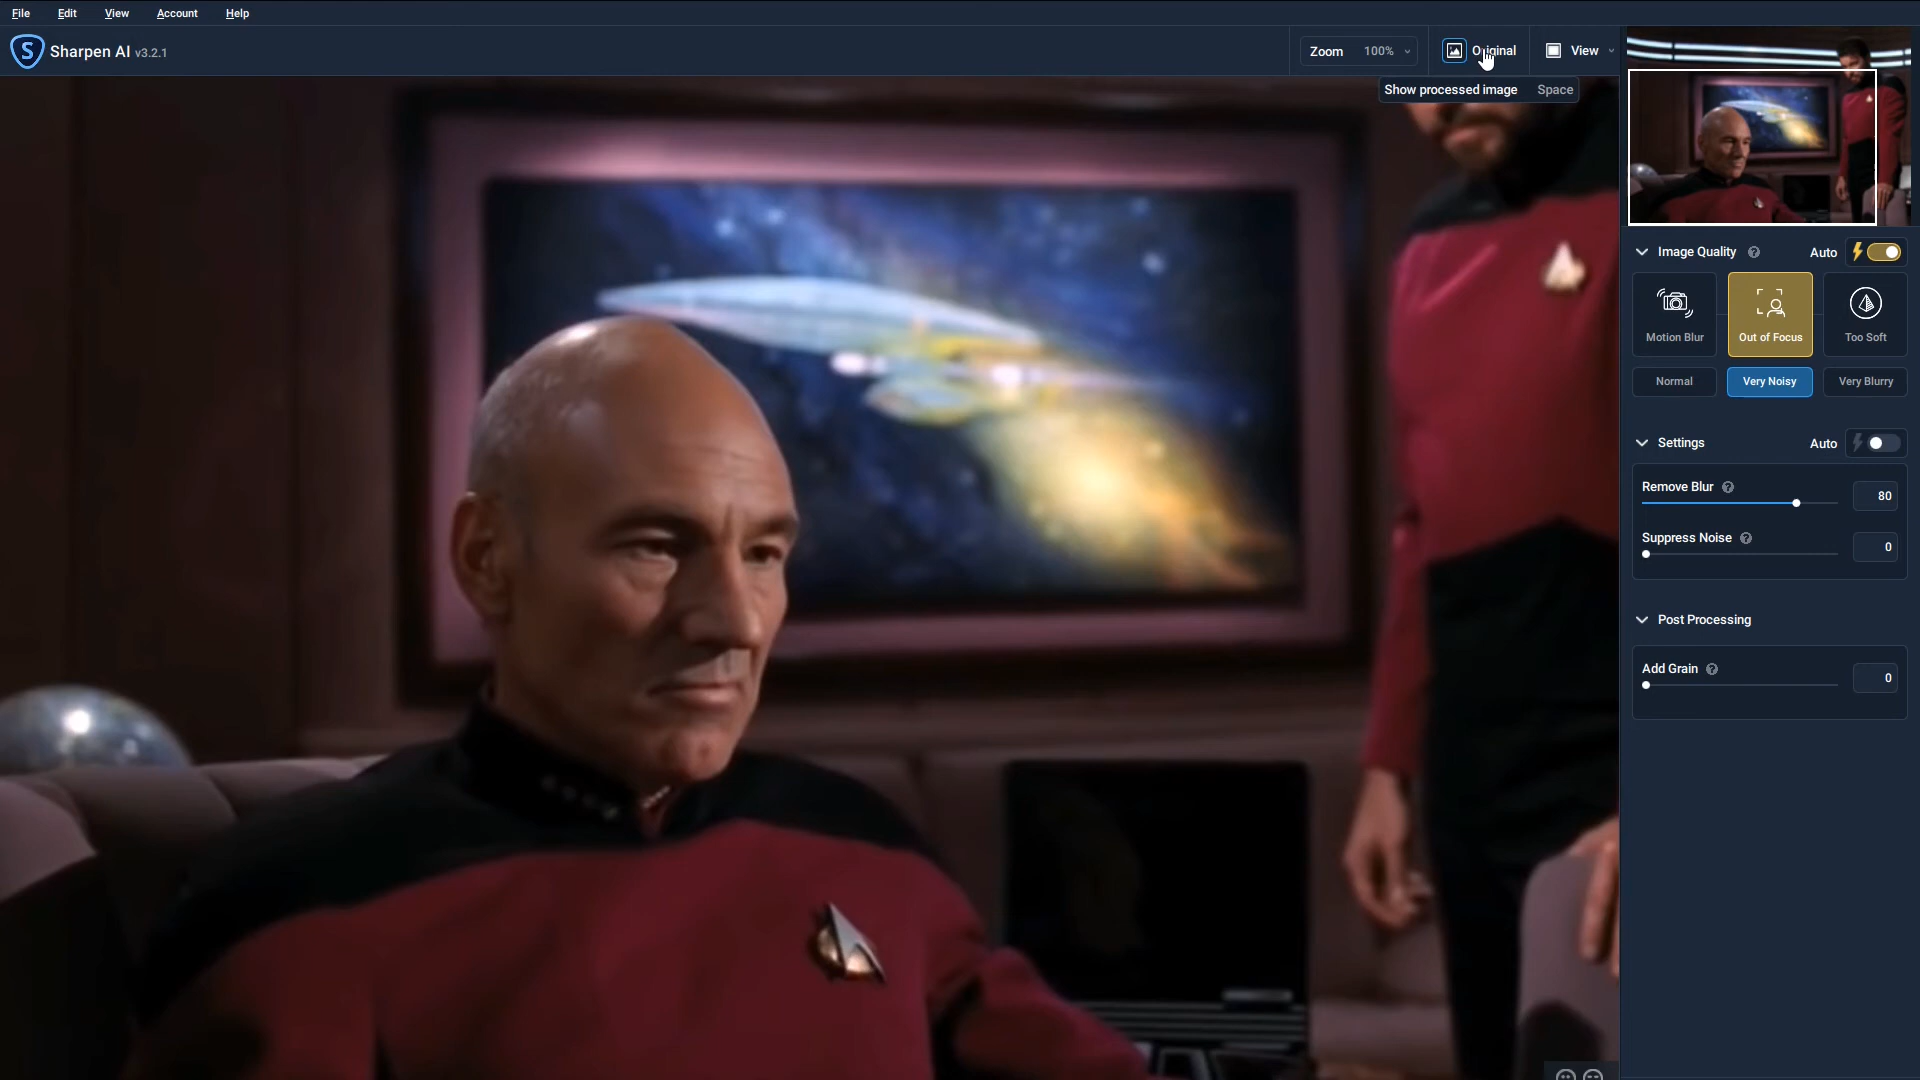 File Edit View Account Help
S Sharpen AI v3.2.1
Zoom 100% Original View
Show processed image Space
Image Quality ? Auto
Motion Blur Out of Focus Too Soft
Normal Very Noisy Very Blurry
Settings Auto
Remove Blur ? 80
Suppress Noise ? 0
Post Processing
Add Grain ? 0